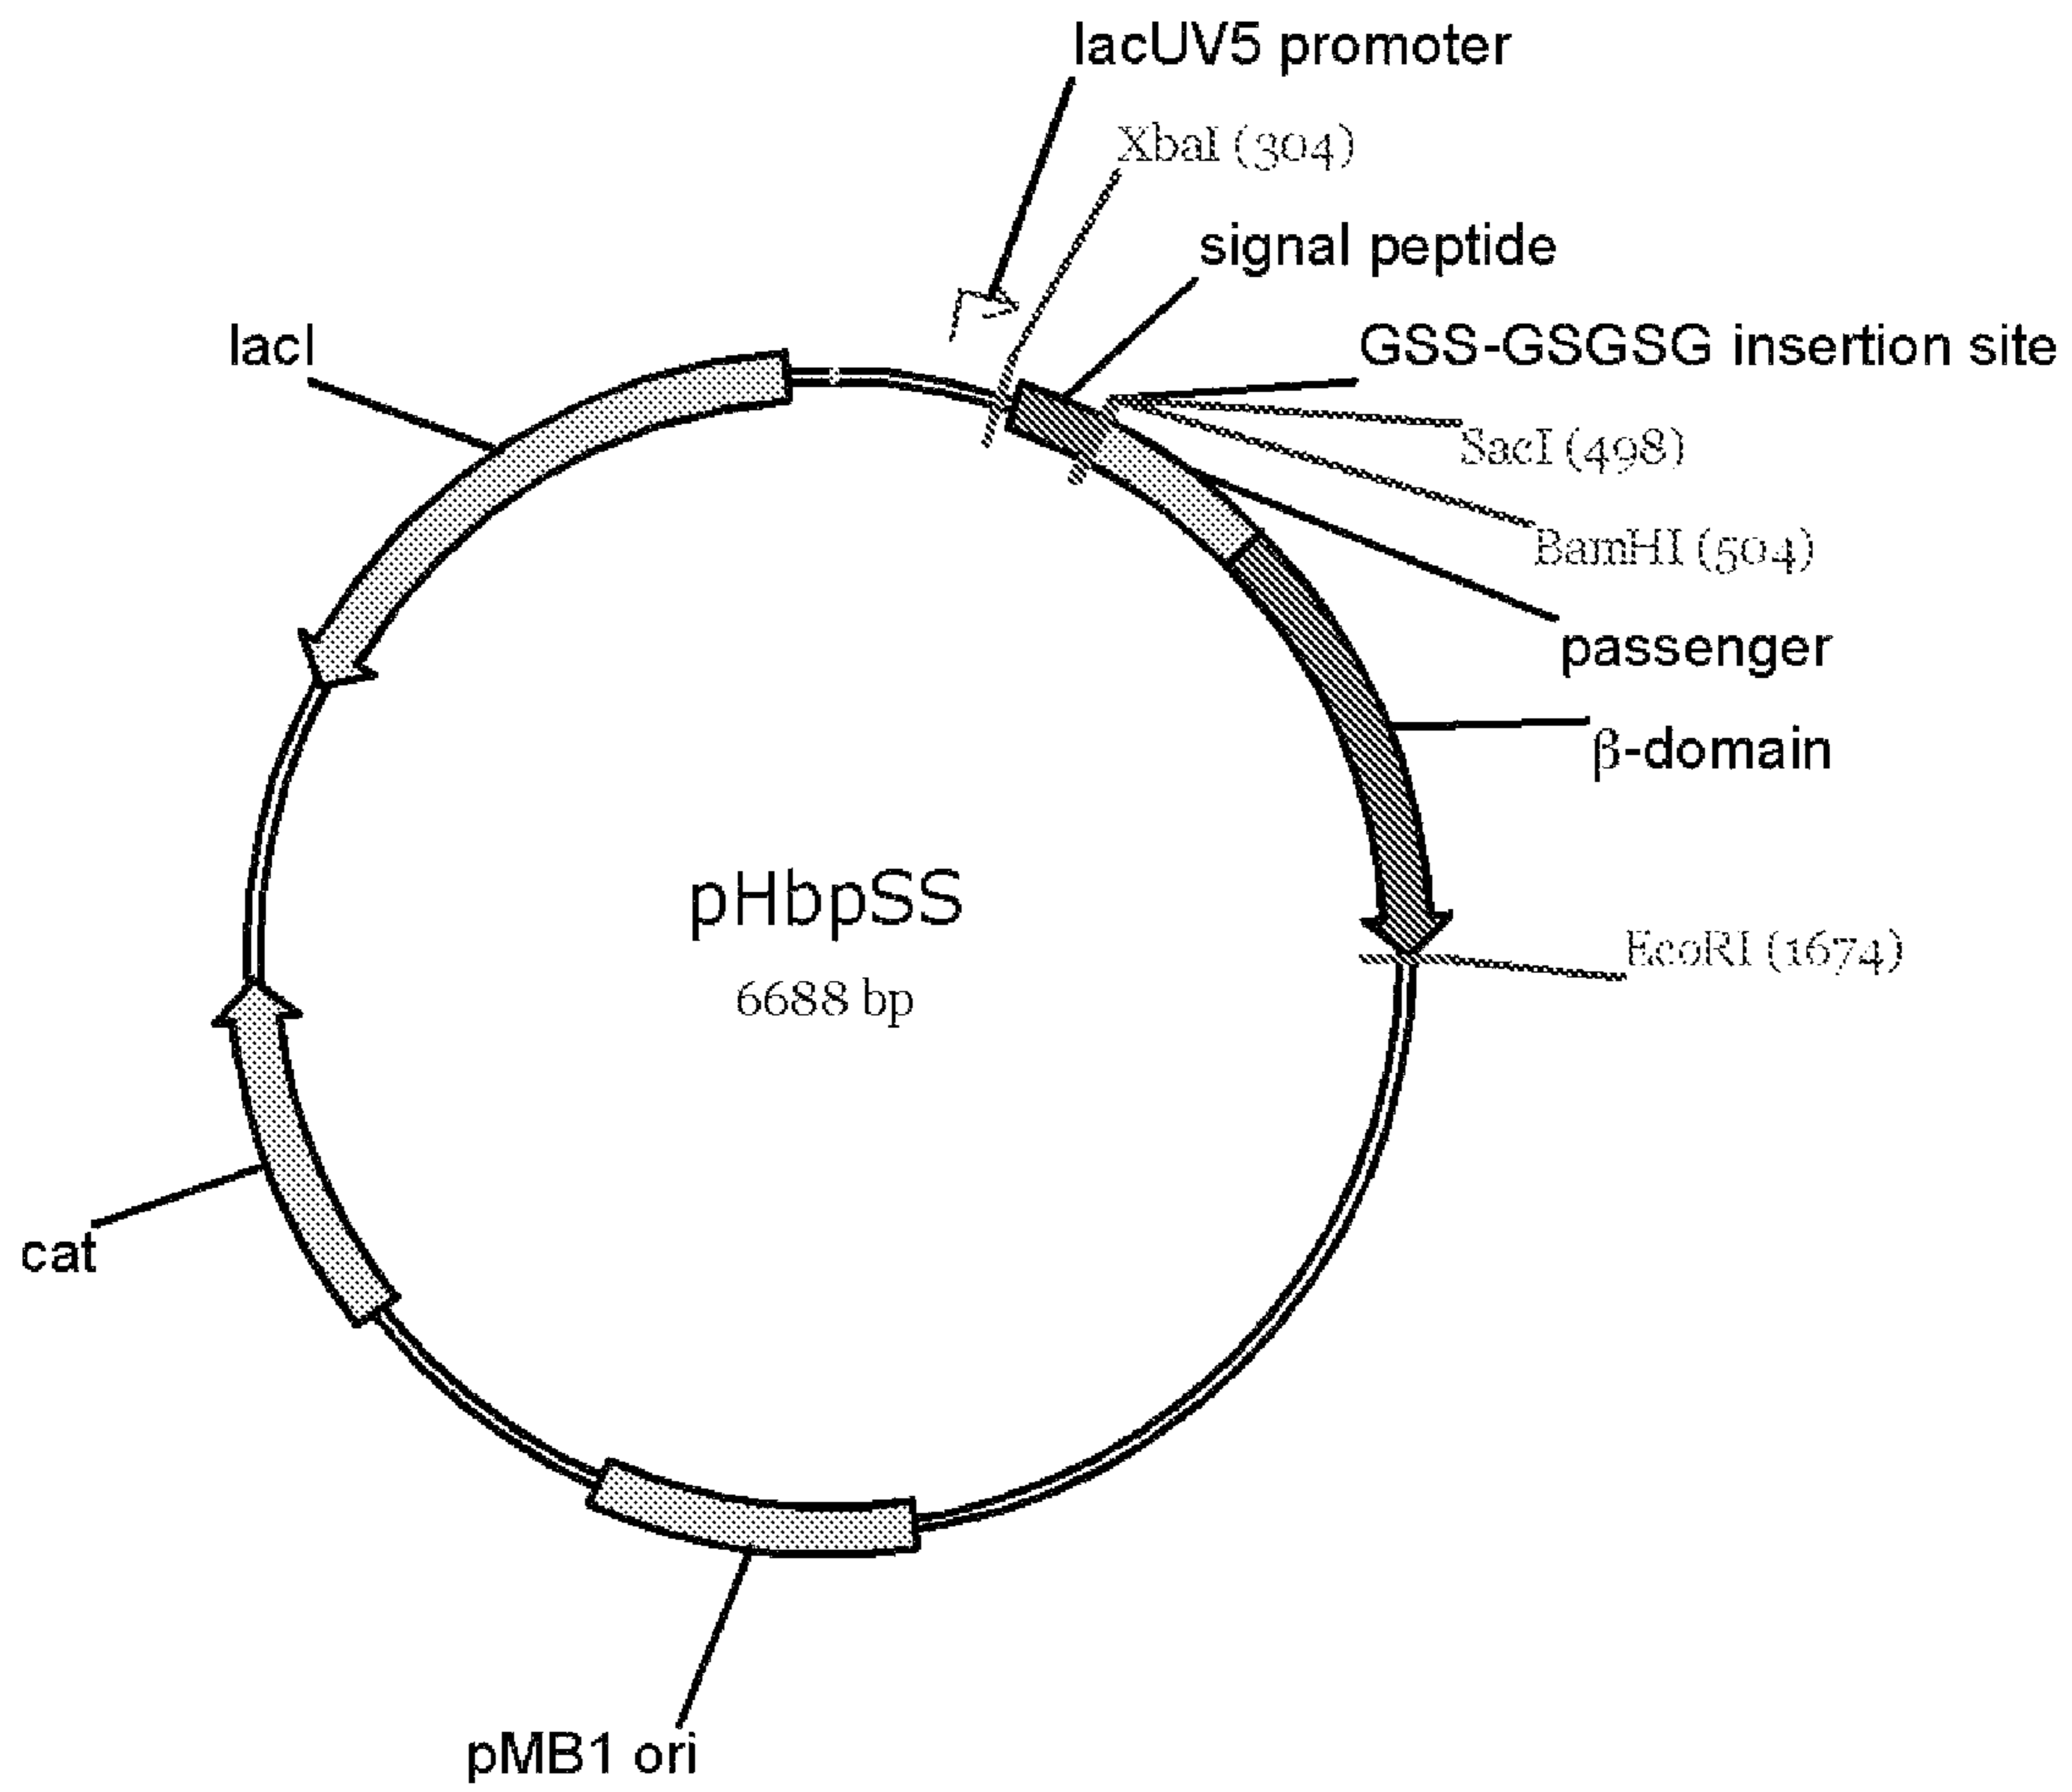 lacUV5 promoter
XbaI (304)
signal peptide
GSS-GSGSG insertion site
lacI
SacI (498)
BamHI (504)
passenger
β-domain
pHbpSS
EcoRI (1674)
6688 bp
cat
pMB1 ori